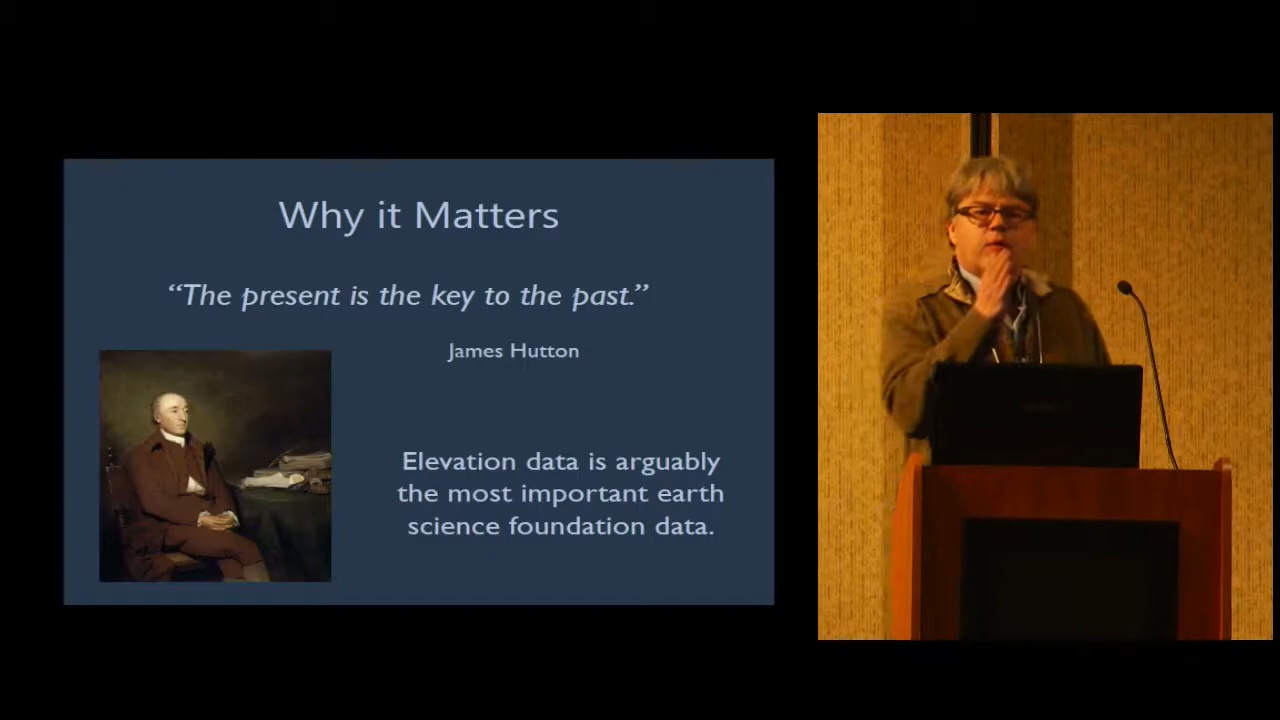 Why it Matters
“The present is the key to the past.”
James Hutton
Elevation data is arguably
the most important earth
science foundation data.